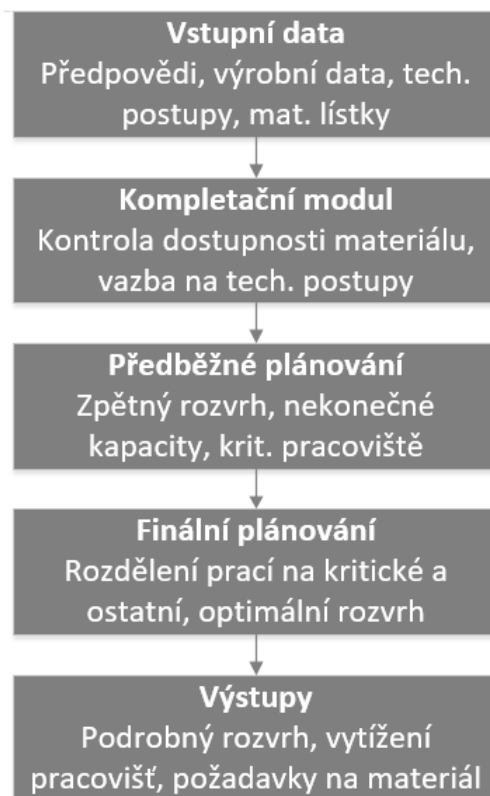 Vstupní data
Předpovědi, výrobní data, tech.
postupy, mat. lístky
Kompletační modul
Kontrola dostupnosti materiálu,
vazba na tech. postupy
Předběžné plánování
Zpětný rozvrh, nekonečné
kapacity, krit. pracoviště
Finální plánování
Rozdělení prací na kritické a
ostatní, optimální rozvrh
Výstupy
Podrobný rozvrh, vytížení
pracovišť, požadavky na materiál